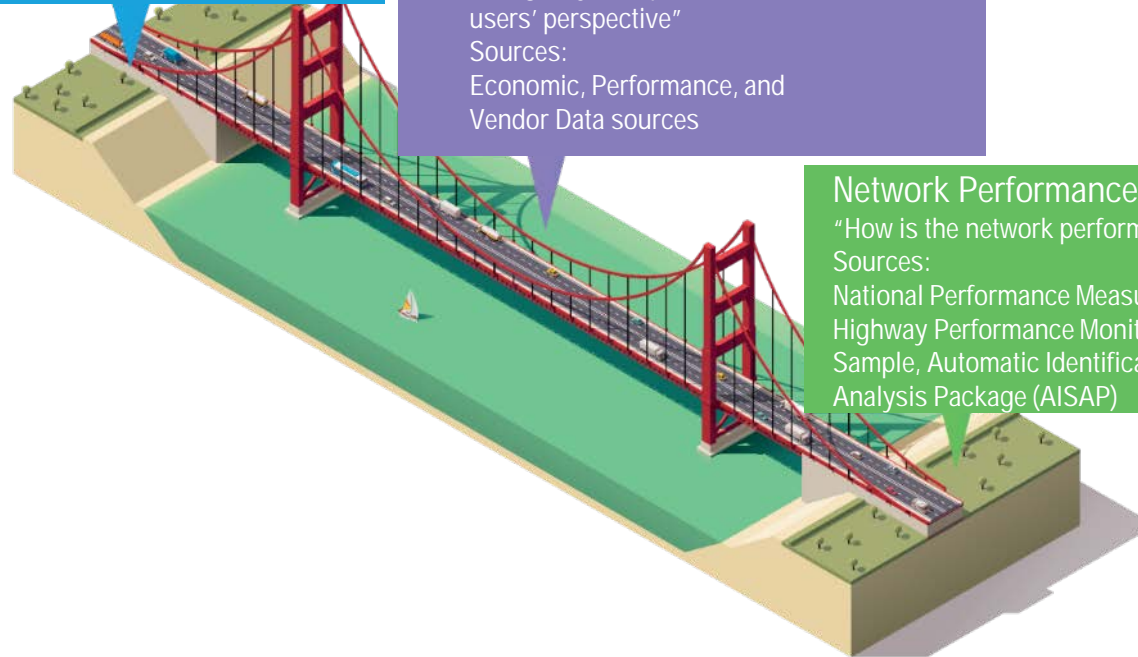 users’ perspective”
Sources:
Economic, Performance, and
Vendor Data sources
Network Performance
“How is the network perform
Sources:
National Performance Measu
Highway Performance Monit
Sample, Automatic Identifica
Analysis Package (AISAP)